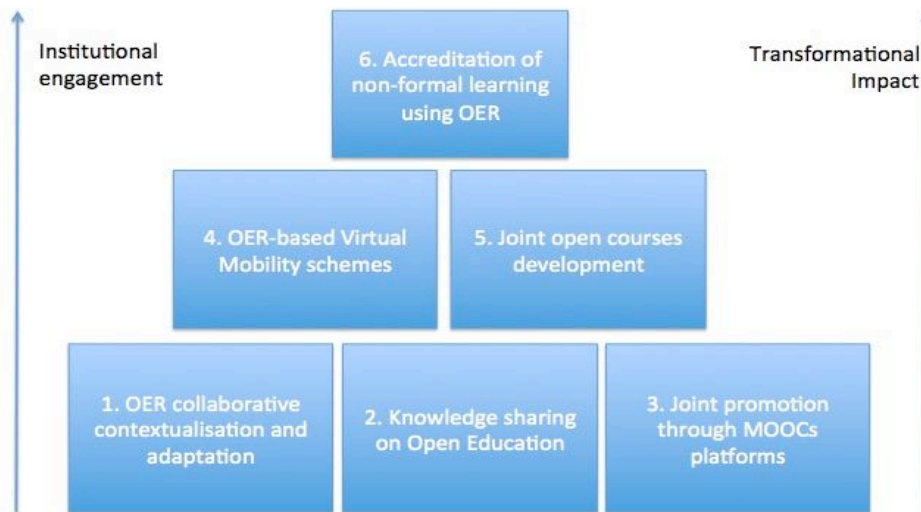 Institutional
engagement
Transformational
Impact
6. Accreditation of
non-formal learning
using OER
4. OER-based Virtual
Mobility schemes
5. Joint open courses
development
1. OER collaborative
contextualisation and
adaptation
2. Knowledge sharing
on Open Education
3. Joint promotion
through MOOCs
platforms